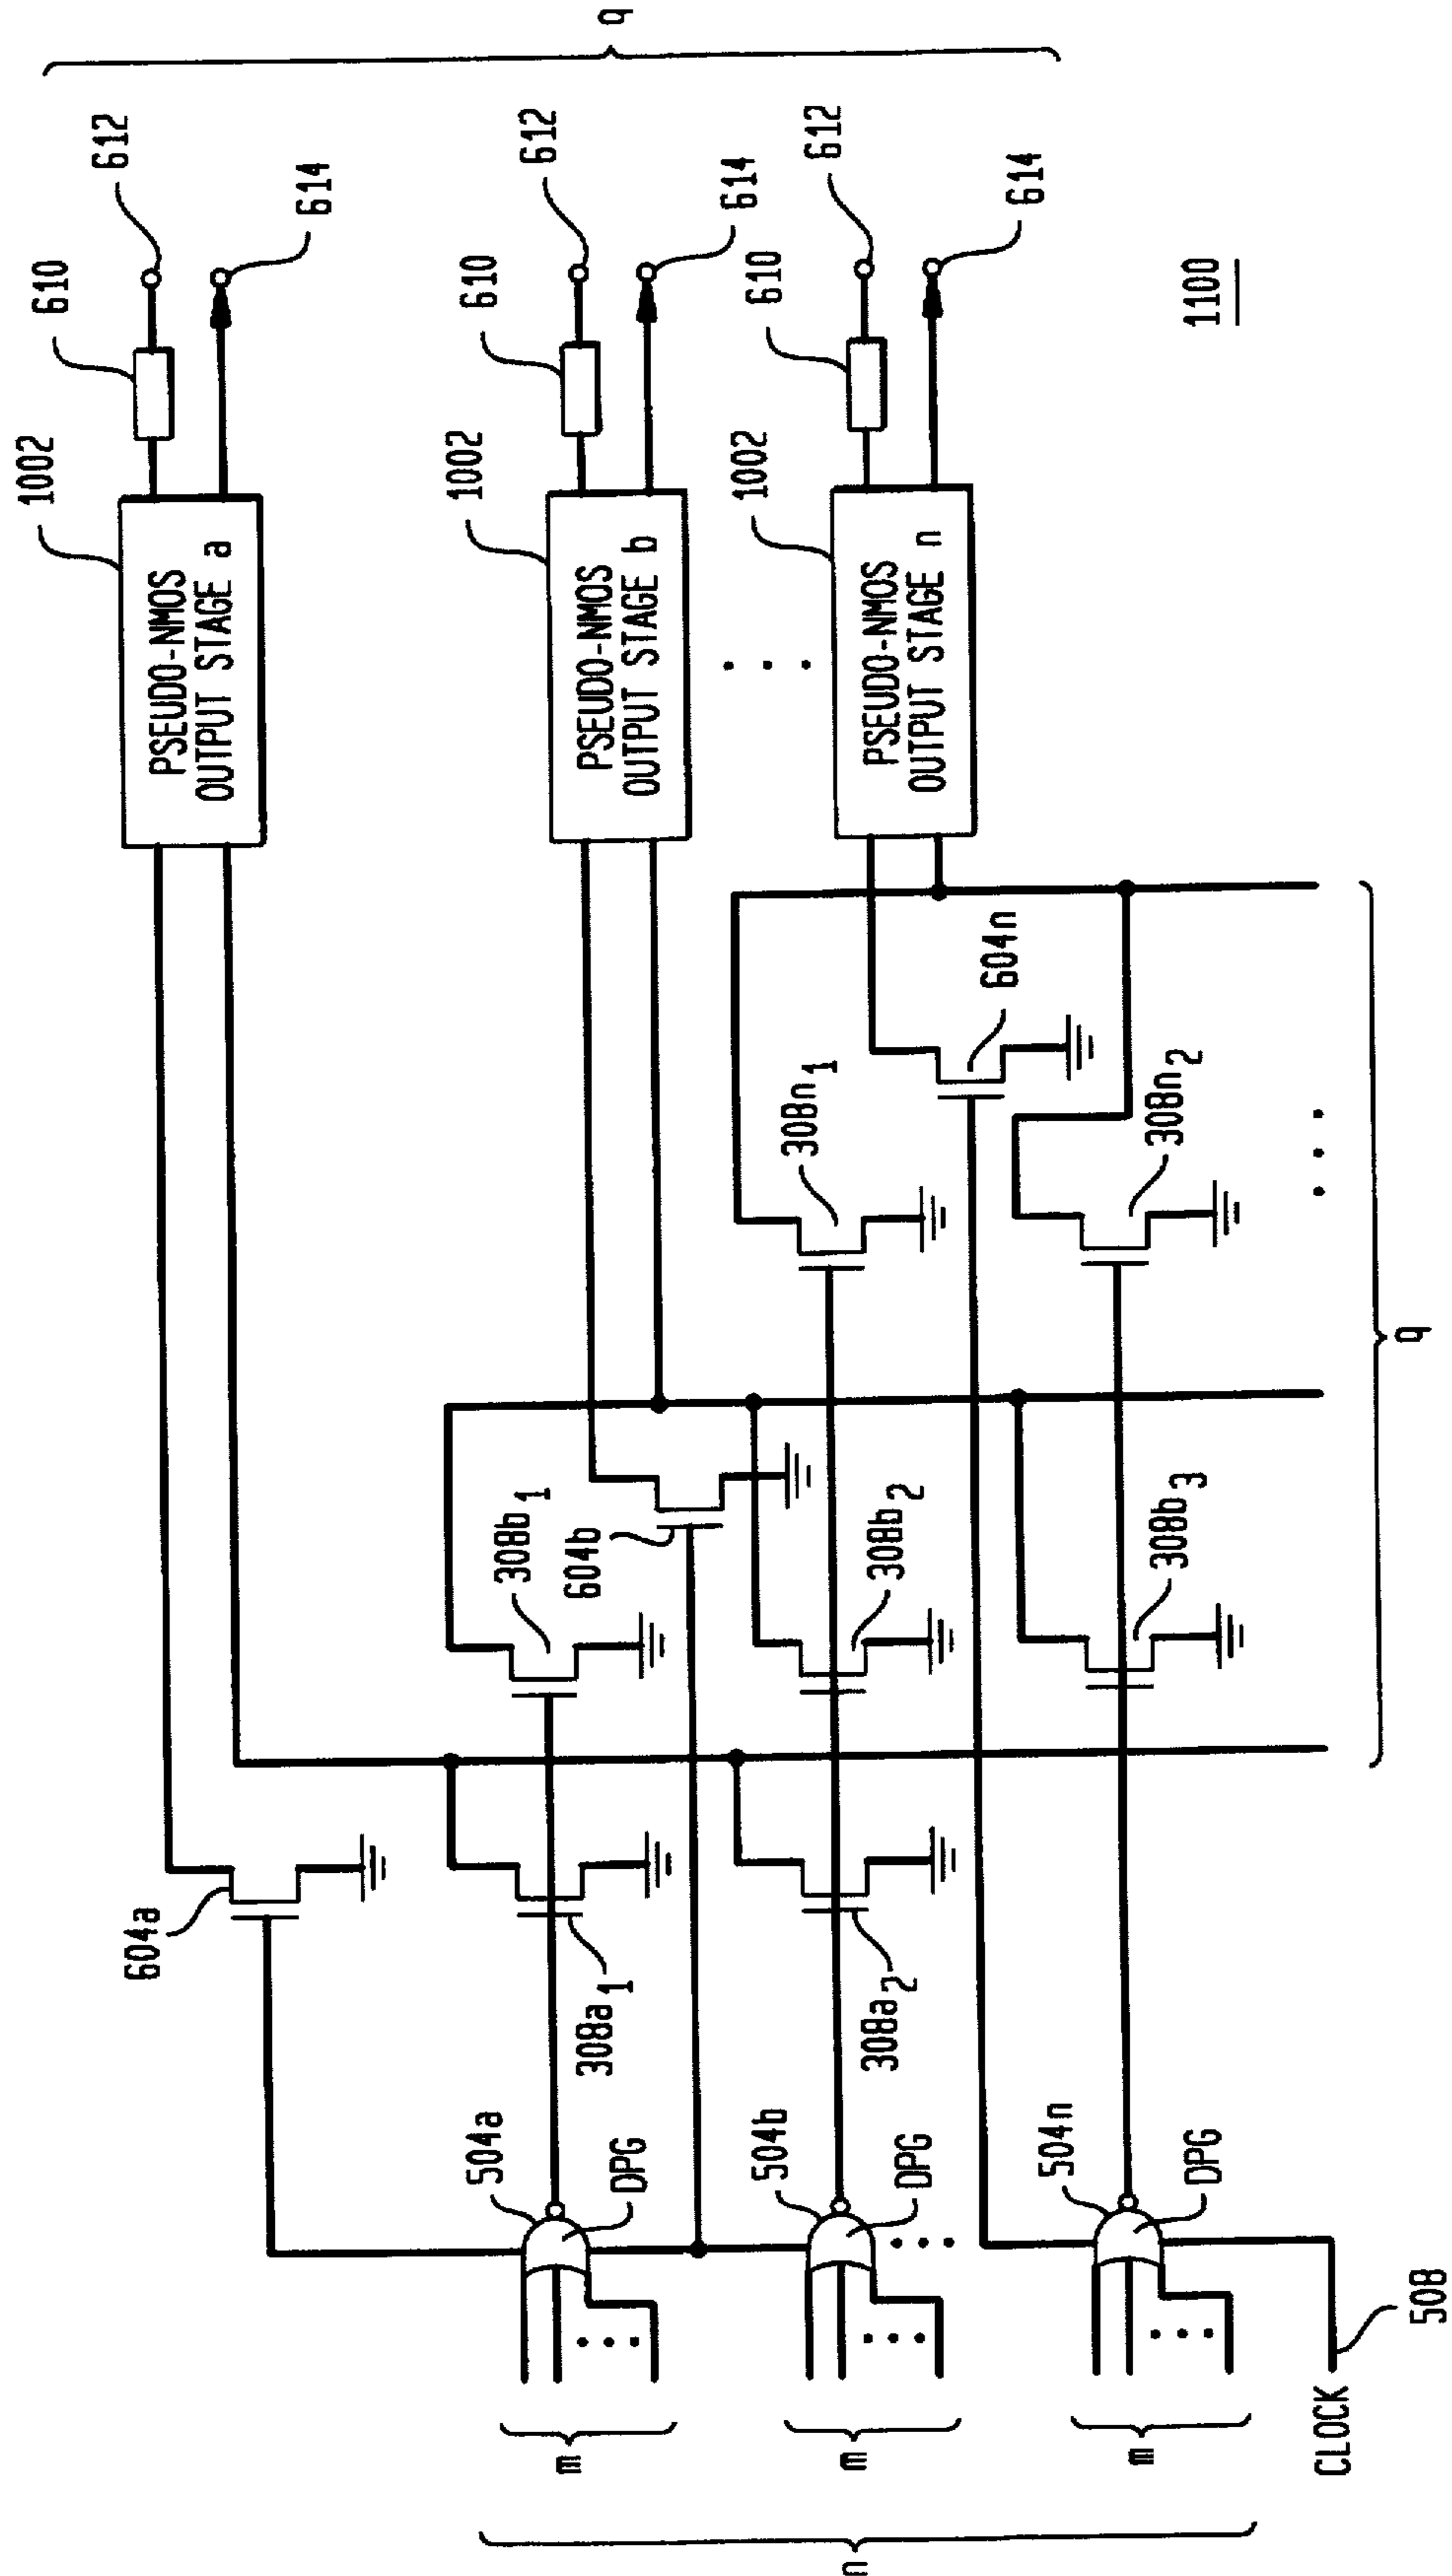 q
612
610
614
1002
PSEUDO-NMOS
OUTPUT STAGE a
612
610
614
1002
PSEUDO-NMOS
OUTPUT STAGE b
612
610
614
1002
PSEUDO-NMOS
OUTPUT STAGE n
1100
604a
308a1
308b1
604b
308a2
308b2
308n1
604n
308b3
308n2
q
504a
DPG
504b
DPG
504n
DPG
m
m
m
n
CLOCK
508